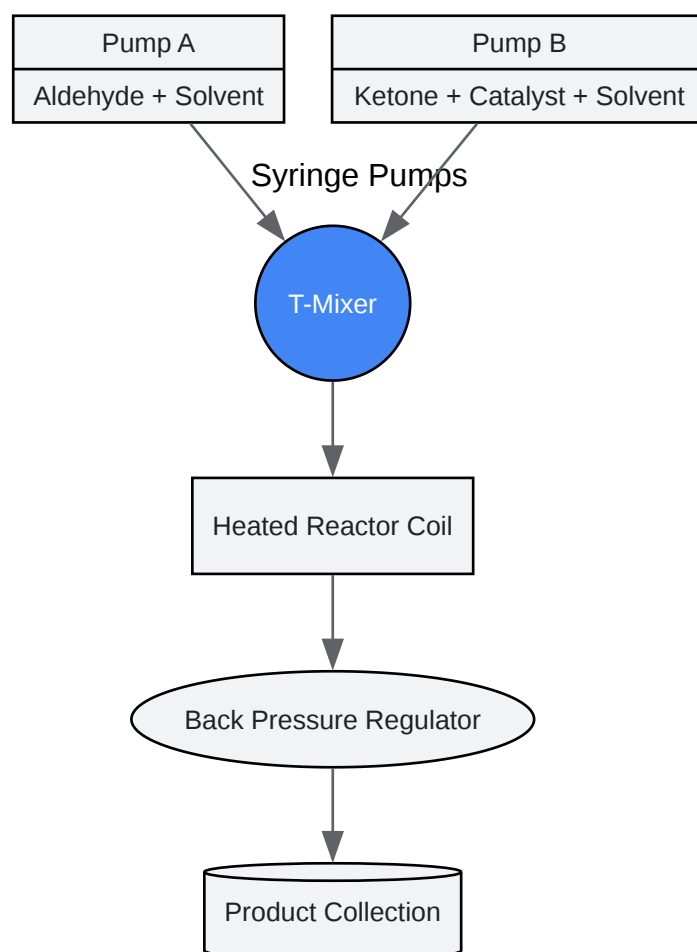 Pump A
Aldehyde + Solvent
Pump B
Ketone + Catalyst + Solvent
Syringe Pumps
T-Mixer
Heated Reactor Coil
Back Pressure Regulator
Product Collection